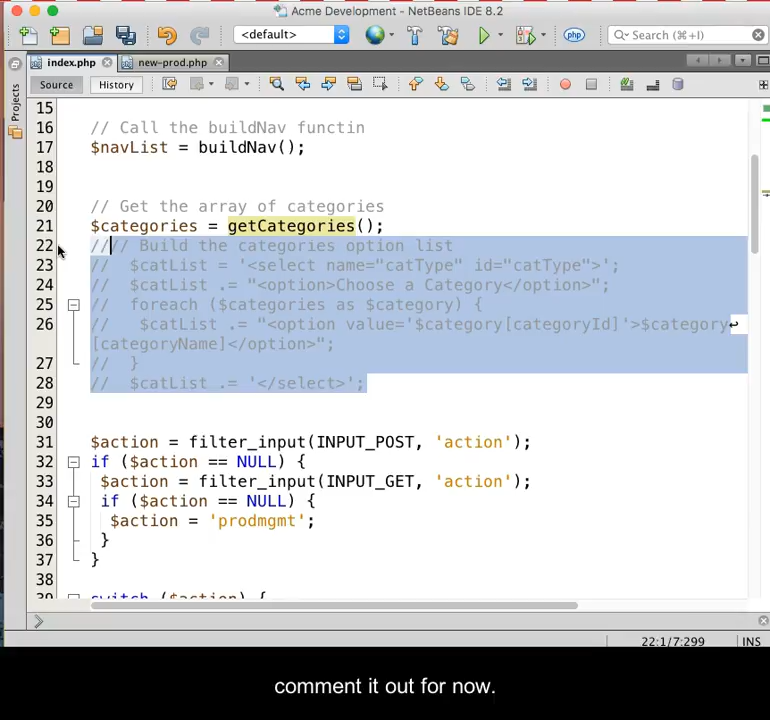 Acme Development - NetBeans IDE 8.2
<default>
php
Search (⌘+I)
index.php
new-prod.php
Source
History
Projects
15
16 // Call the buildNav functin
17 $navList = buildNav();
18
19
20 // Get the array of categories
21 $categories = getCategories();
22 //// Build the categories option list
23 //  $catList = '<select name="catType" id="catType">';
24 //  $catList .= "<option>Choose a Category</option>";
25 //  foreach ($categories as $category) {
26 //   $catList .= "<option value='$category[categoryId]'>$category
[categoryName]</option>";
27 //  }
28 //  $catList .= '</select>';
29
30
31 $action = filter_input(INPUT_POST, 'action');
32 if ($action == NULL) {
33  $action = filter_input(INPUT_GET, 'action');
34  if ($action == NULL) {
35   $action = 'prodmgmt';
36  }
37 }
38
39 switch ($action) {
22:1/7:299
INS
comment it out for now.